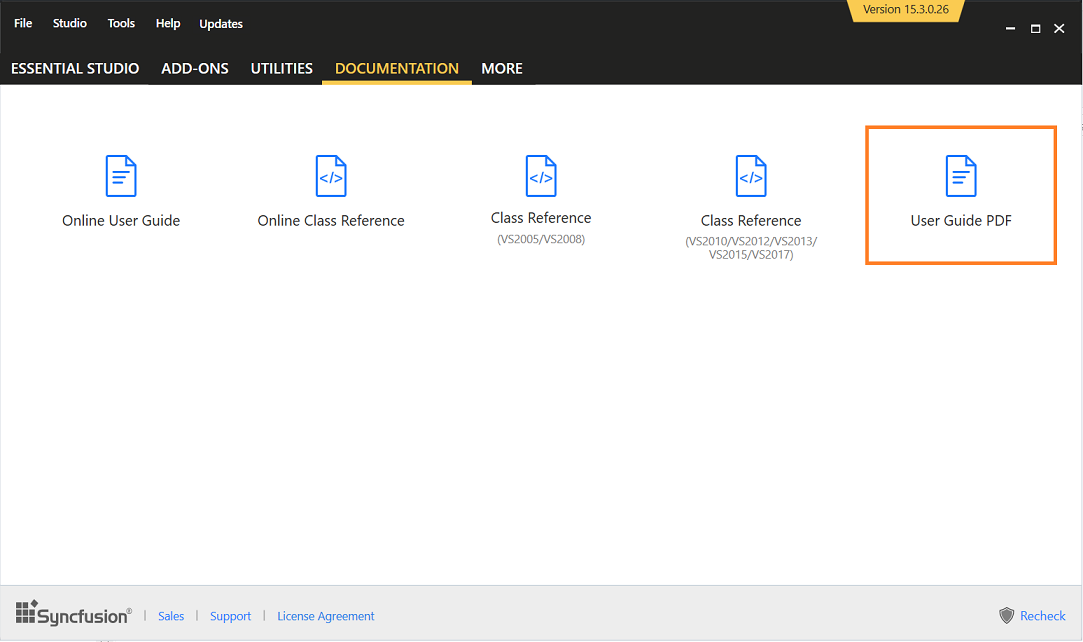 Version 15.3.0.26
File Studio Tools Help Updates
ESSENTIAL STUDIO ADD-ONS UTILITIES DOCUMENTATION MORE
</>
</>
</>
Online User Guide
Online Class Reference
Class Reference
(VS2005/VS2008)
Class Reference
(VS2010/VS2012/VS2013/
VS2015/VS2017)
User Guide PDF
Syncfusion® | Sales | Support | License Agreement
Recheck